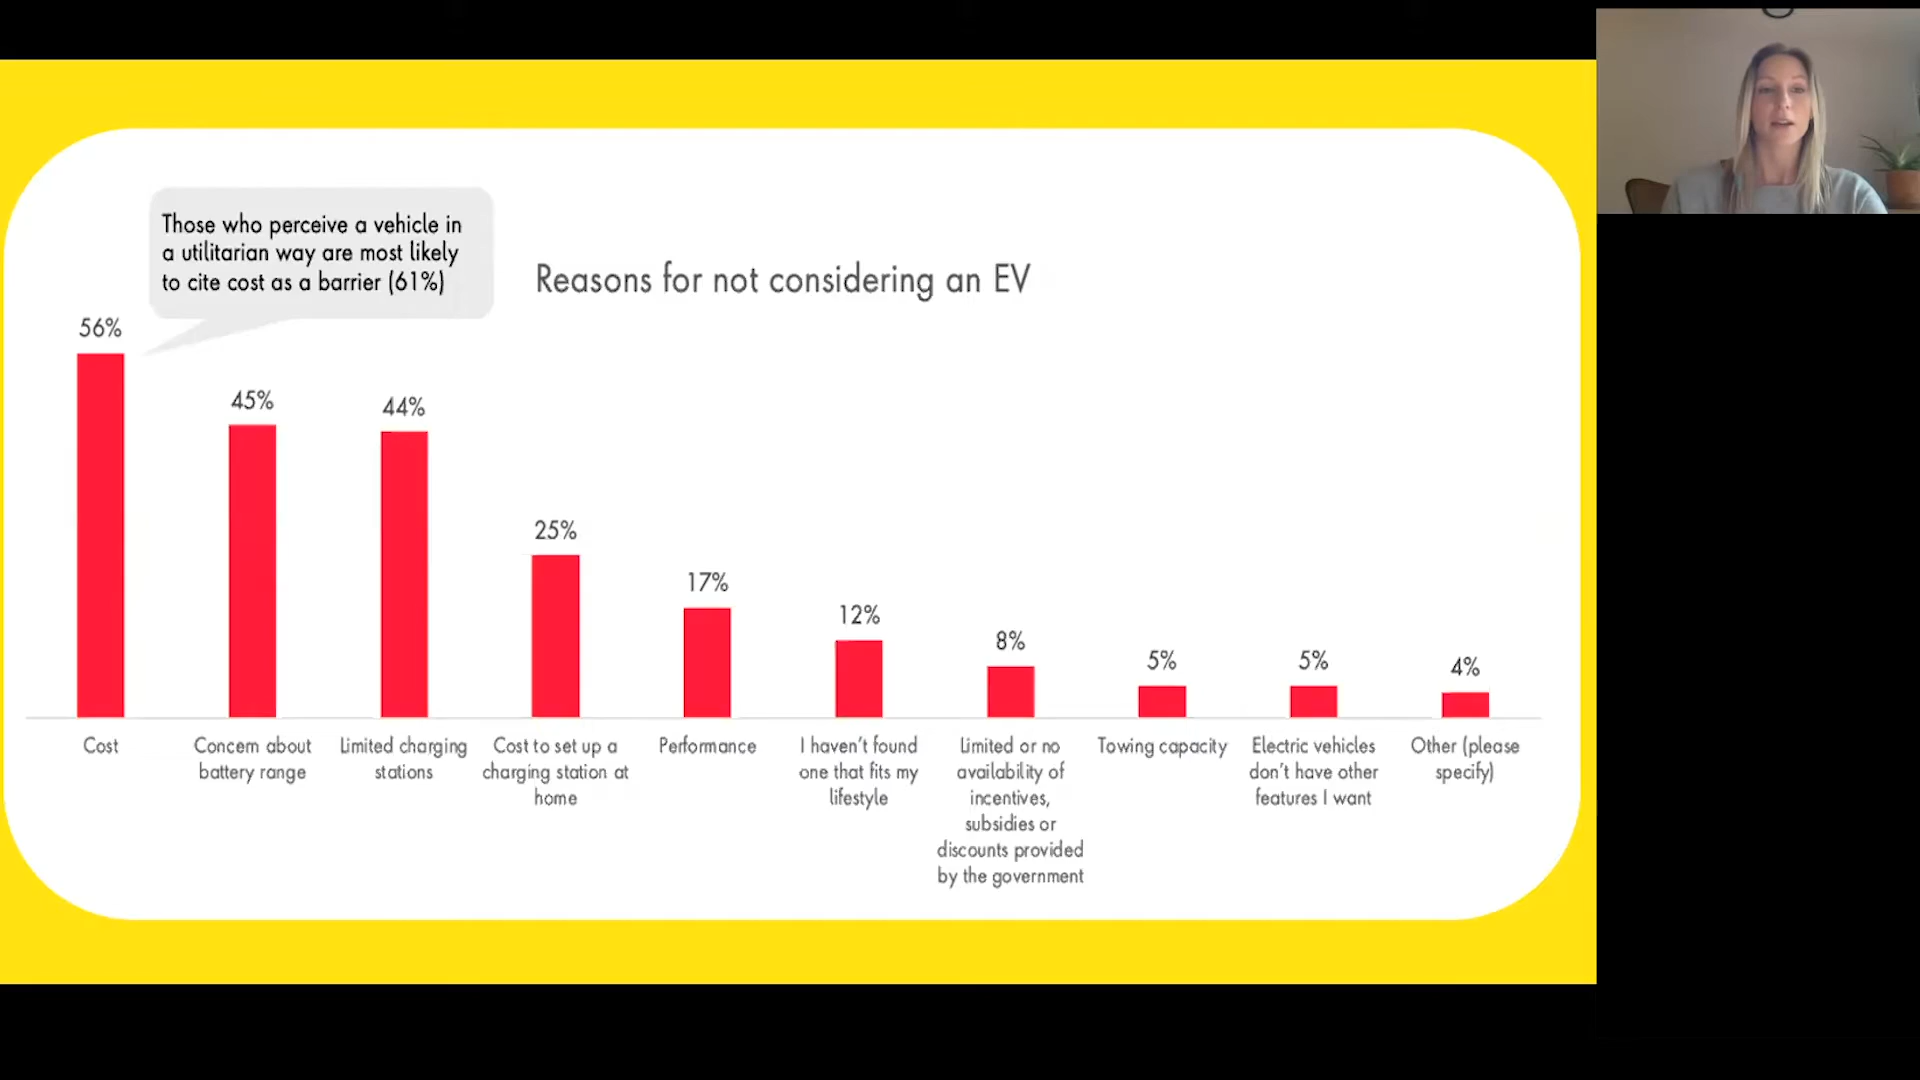 Those who perceive a vehicle in
a utilitarian way are most likely
to cite cost as a barrier (61%)
Reasons for not considering an EV
56%
45%
44%
25%
17%
12%
8%
5%
5%
4%
Cost
Concern about
battery range
Limited charging
stations
Cost to set up a
charging station at
home
Performance
I haven't found
one that fits my
lifestyle
Limited or no
availability of
incentives,
subsidies or
discounts provided
by the government
Towing capacity
Electric vehicles
don't have other
features I want
Other (please
specify)